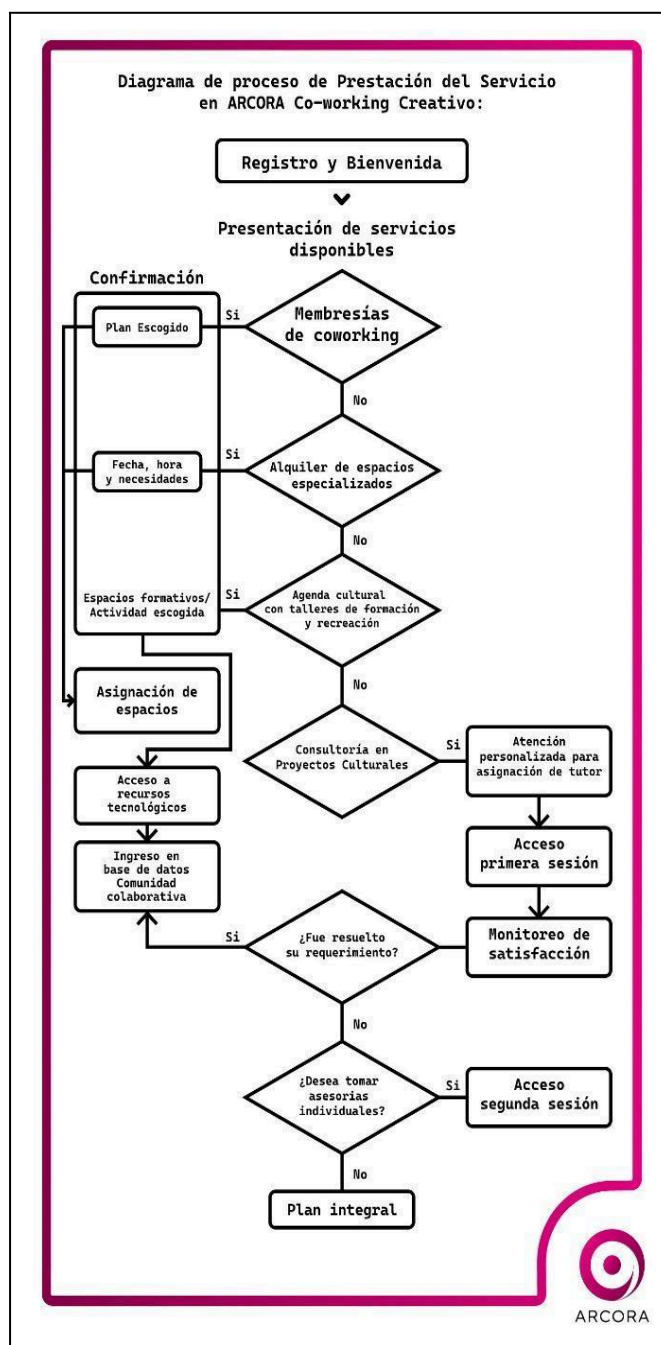 Diagrama de proceso de Prestación del Servicio
en ARCORA Co-working Creativo:
Registro y Bienvenida
Presentación de servicios
disponibles
Confirmación
Plan Escogido
Si
Membresías
de coworking
No
Fecha, hora
y necesidades
Si
Alquiler de espacios
especializados
No
Espacios formativos/
Actividad escogida
Si
Agenda cultural
con talleres de formación
y recreación
No
Asignación de
espacios
Consultoría en
Proyectos Culturales
Si
Atención
personalizada para
asignación de tutor
Acceso a
recursos
tecnológicos
Acceso
primera sesión
Ingreso en
base de datos
Comunidad
colaborativa
Si
¿Fue resuelto
su requerimiento?
Monitoreo de
satisfacción
No
¿Desea tomar
asesorias
individuales?
Si
Acceso
segunda sesión
No
Plan integral
ARCORA